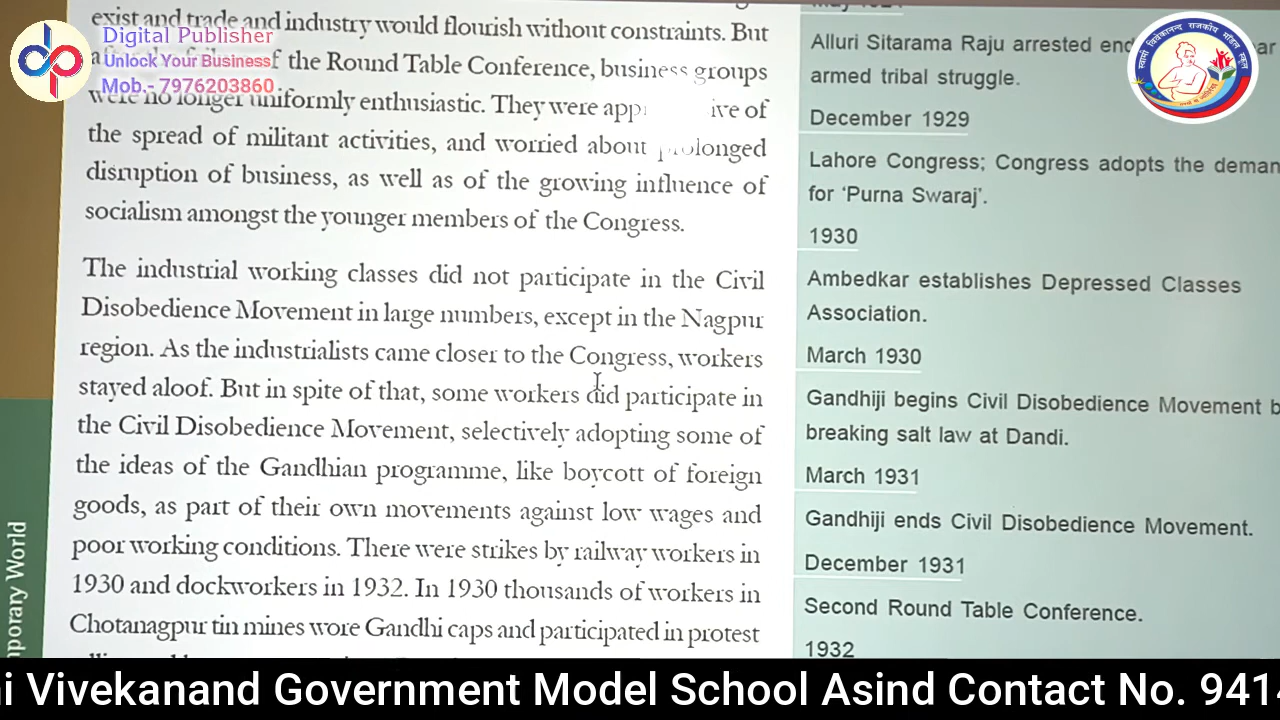 exist and trade and industry would flourish without constraints. But
of the Round Table Conference, business groups
were no longer uniformly enthusiastic. They were of
the spread of militant activities, and worried about prolonged
disruption of business, as well as of the growing influence of
socialism amongst the younger members of the Congress.
The industrial working classes did not participate in the Civil
Disobedience Movement in large numbers, except in the Nagpur
region. As the industrialists came closer to the Congress, workers
stayed aloof. But in spite of that, some workers did participate in
the Civil Disobedience Movement, selectively adopting some of
the ideas of the Gandhian programme, like boycott of foreign
goods, as part of their own movements against low wages and
poor working conditions. There were strikes by railway workers in
1930 and dockworkers in 1932. In 1930 thousands of workers in
Chotanagpur tin mines wore Gandhi caps and participated in protest
Alluri Sitarama Raju arrested
armed tribal struggle.
December 1929
Lahore Congress; Congress adopts the deman
for ‘Purna Swaraj’.
1930
Ambedkar establishes Depressed Classes
Association.
March 1930
Gandhiji begins Civil Disobedience Movement b
breaking salt law at Dandi.
March 1931
Gandhiji ends Civil Disobedience Movement.
December 1931
Second Round Table Conference.
1932
Digital Publisher
Unlock Your Business
Mob.- 7976203860
स्वामी विवेकानन्द राजकीय मॉडल स्कूल
mporary World
i Vivekanand Government Model School Asind Contact No. 941